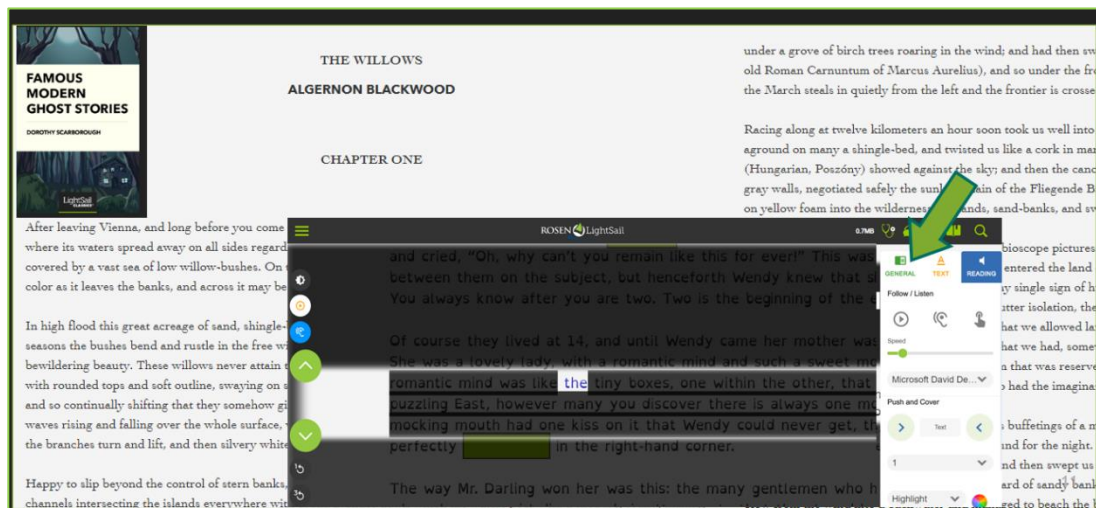 FAMOUS
MODERN
GHOST STORIES
DOROTHY SCARBOROUGH
LightSail
CLASSICS
THE WILLOWS
ALGERNON BLACKWOOD
CHAPTER ONE
After leaving Vienna, and long before you come
where its waters spread away on all sides regard
covered by a vast sea of low willow-bushes. On
color as it leaves the banks, and across it may be
In high flood this great acreage of sand, shingle-
seasons the bushes bend and rustle in the free wi
bewildering beauty. These willows never attain
with rounded tops and soft outline, swaying on s
and so continually shifting that they somehow gi
waves rising and falling over the whole surface,
the branches turn and lift, and then silvery white
Happy to slip beyond the control of stern banks,
channels intersecting the islands everywhere wit
under a grove of birch trees roaring in the wind; and had then sw
old Roman Carnuntum of Marcus Aurelius), and so under the fro
the March steals in quietly from the left and the frontier is crosse
Racing along at twelve kilometers an hour soon took us well into
aground on many a shingle-bed, and twisted us like a cork in man
(Hungarian, Poszóny) showed against the sky; and then the cano
gray walls, negotiated safely the sunk ain of the Fliegende B
on yellow foam into the wilderness ands, sand-banks, and sw
bioscope pictures
entered the land
y single sign of h
utter isolation, the
hat we allowed la
hat we had, somew
n that was reserve
had the imagina
buffetings of a m
nd for the night.
nd then swept us
ard of sandy bank
ed to beach the
11
ROSEN LightSail
0.7MB
and cried, "Oh, why can't you remain like this for ever!" This was
between them on the subject, but henceforth Wendy knew that s
You always know after you are two. Two is the beginning of the e
Of course they lived at 14, and until Wendy came her mother was
She was a lovely lady, with a romantic mind and such a sweet mo
romantic mind was like the tiny boxes, one within the other, that
puzzling East, however many you discover there is always one mo
mocking mouth had one kiss on it that Wendy could never get, th
perfectly in the right-hand corner.
The way Mr. Darling won her was this: the many gentlemen who h
GENERAL
TEXT
READING
Follow / Listen
Speed
Microsoft David De...
Push and Cover
Text
1
Highlight